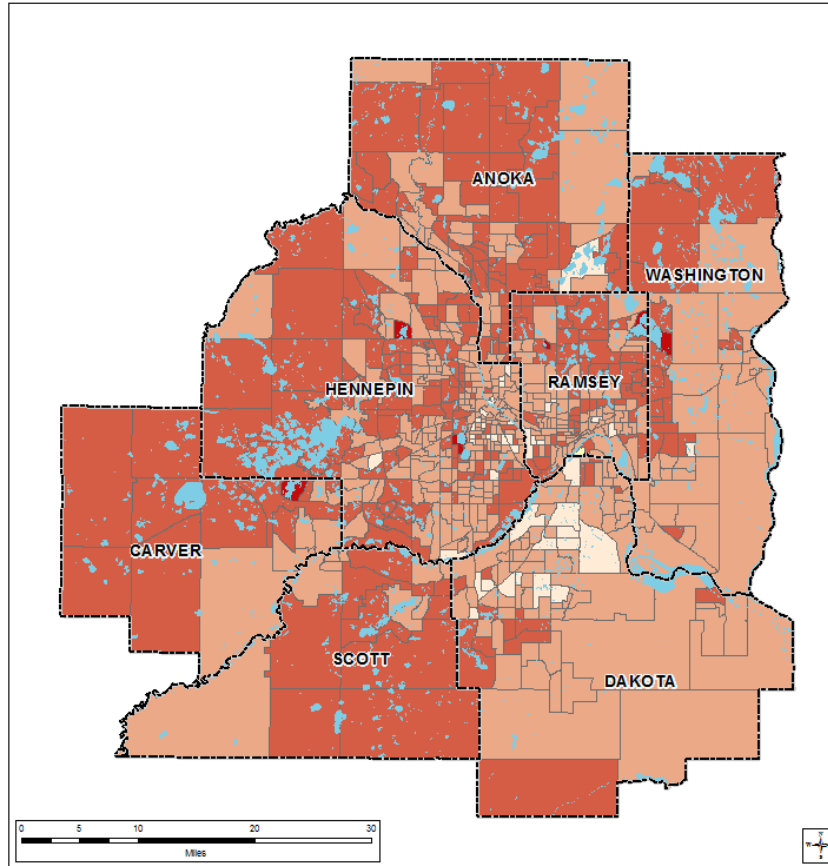 ANOKA
WASHINGTON
HENNEPIN
RAMSEY
CARVER
SCOTT
DAKOTA
0 5 10 20 30
Miles
N
W
S